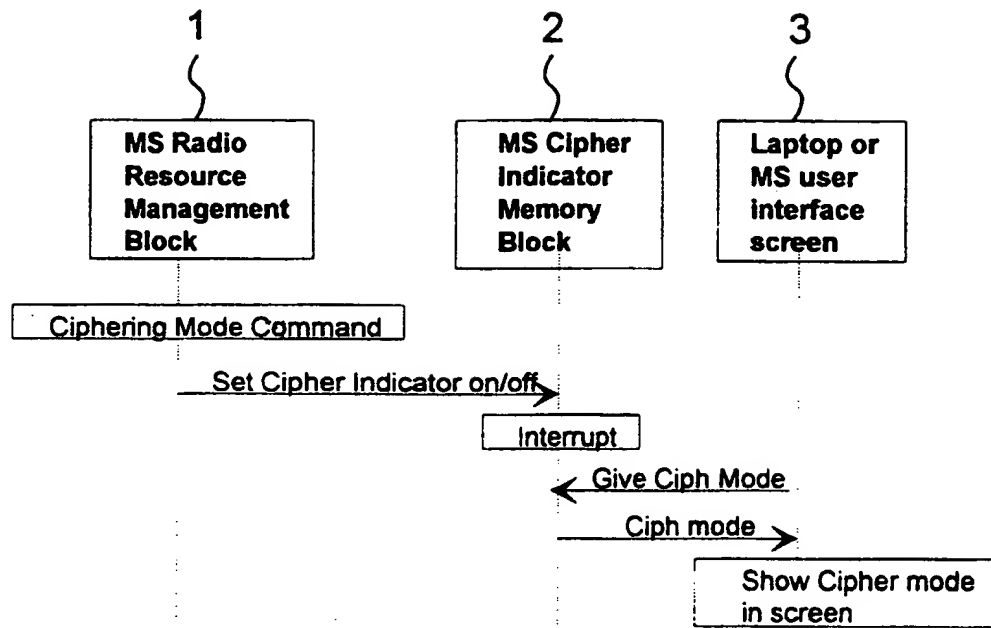 1
2
3
MS Radio
Resource
Management
Block
MS Cipher
Indicator
Memory
Block
Laptop or
MS user
interface
screen
Ciphering Mode Command
Set Cipher Indicator on/off
Interrupt
Give Ciph Mode
Ciph mode
Show Cipher mode
in screen